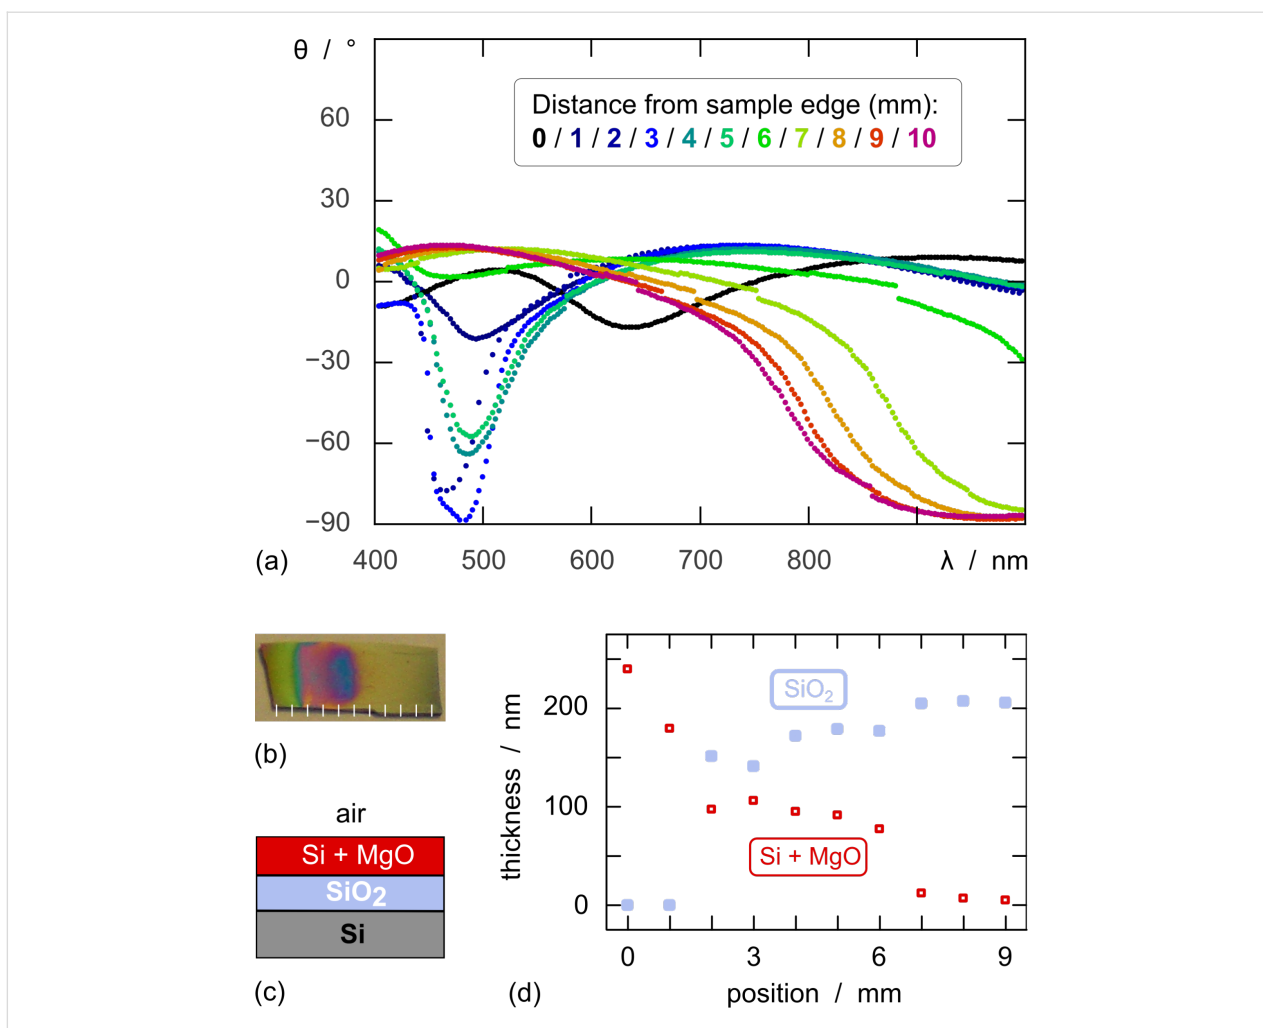 θ / °
Distance from sample edge (mm):
0 / 1 / 2 / 3 / 4 / 5 / 6 / 7 / 8 / 9 / 10
60
30
0
−30
−60
−90
400 500 600 700 800 λ / nm
(a)
(b)
air
Si + MgO
SiO₂
Si
(c)
thickness / nm
200
100
0
SiO₂
Si + MgO
0 3 6 9
position / mm
(d)